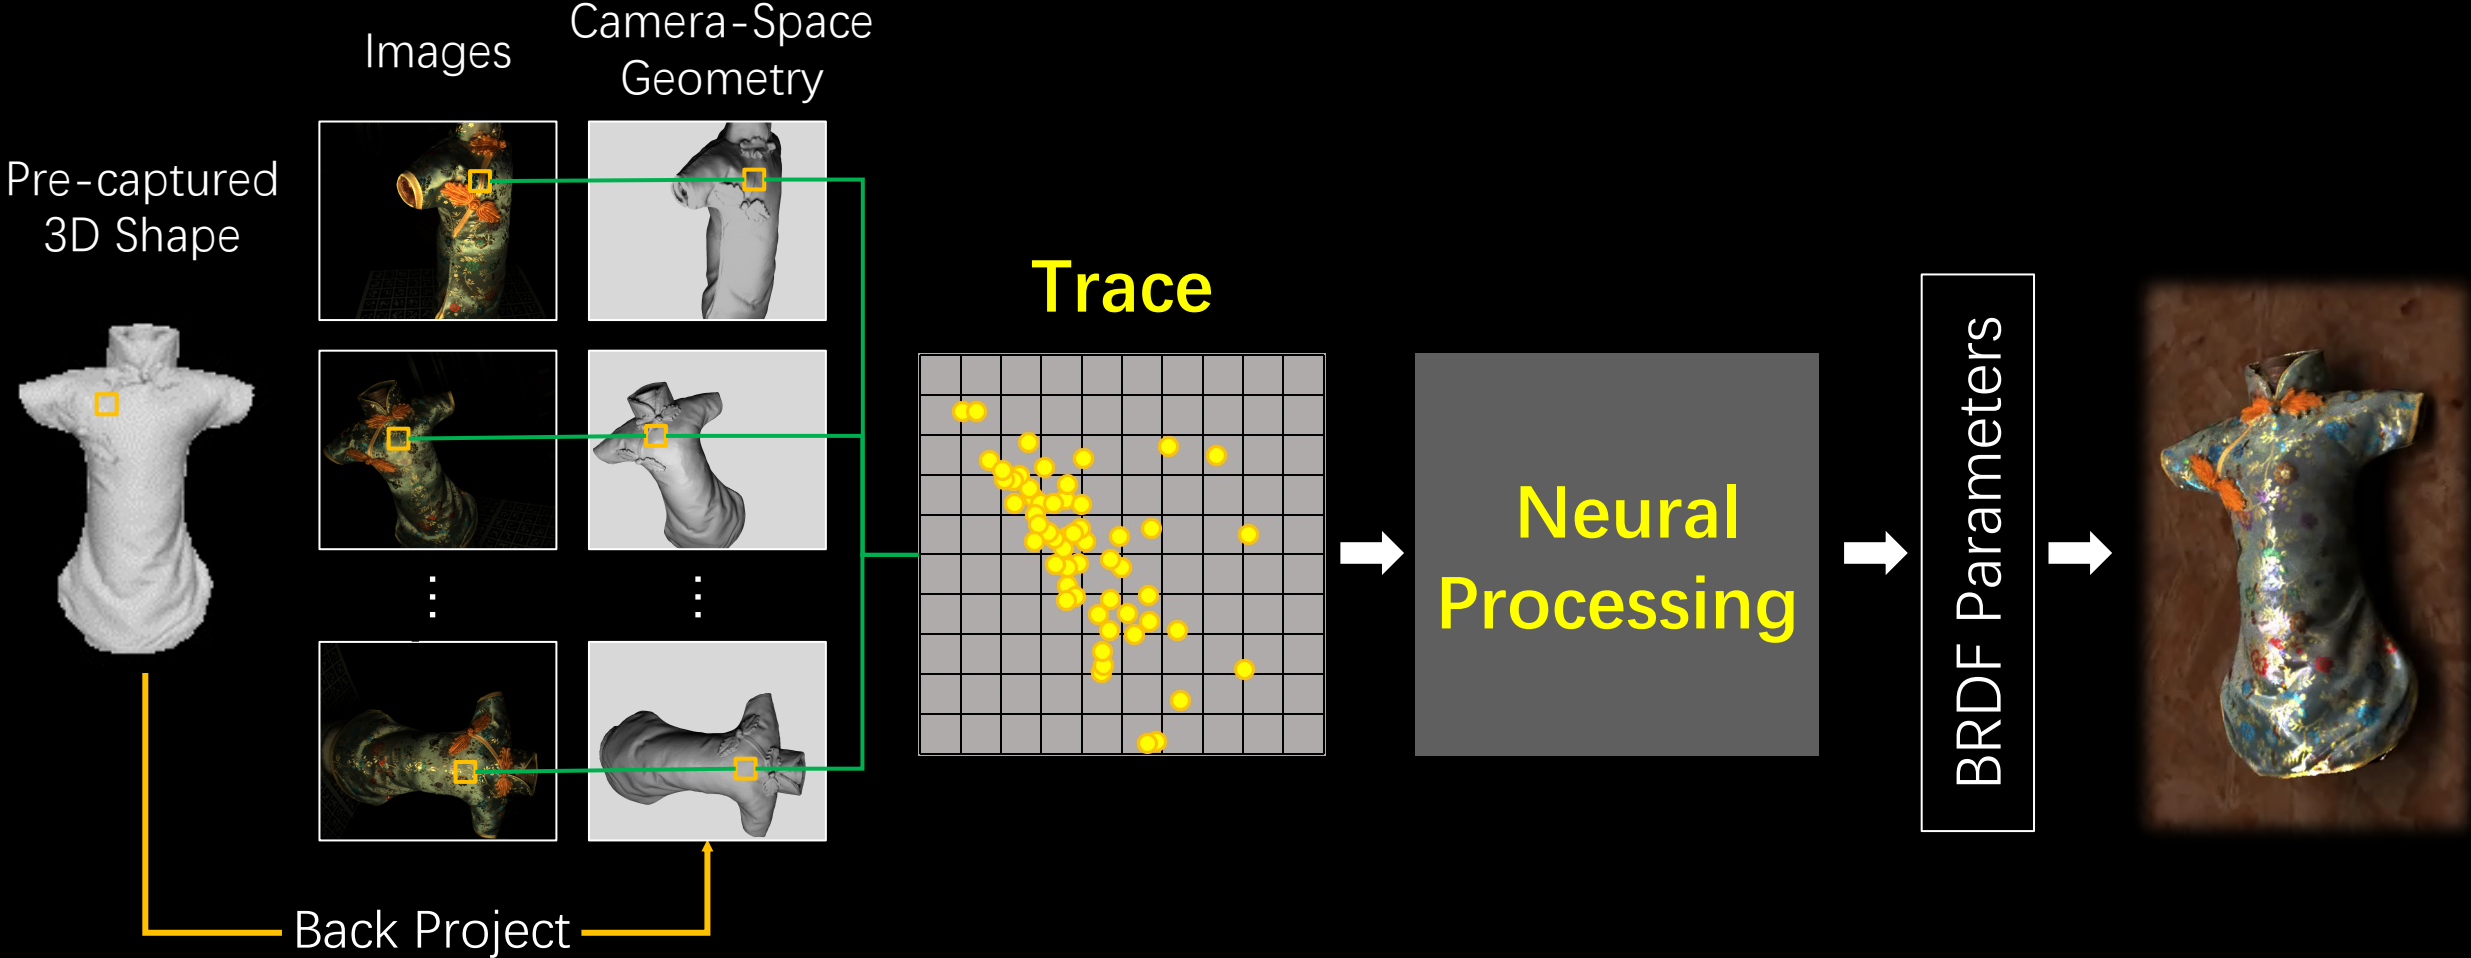 Images
Camera-Space
Geometry
Pre-captured
3D Shape
Trace
Neural
Processing
BRDF Parameters
Back Project